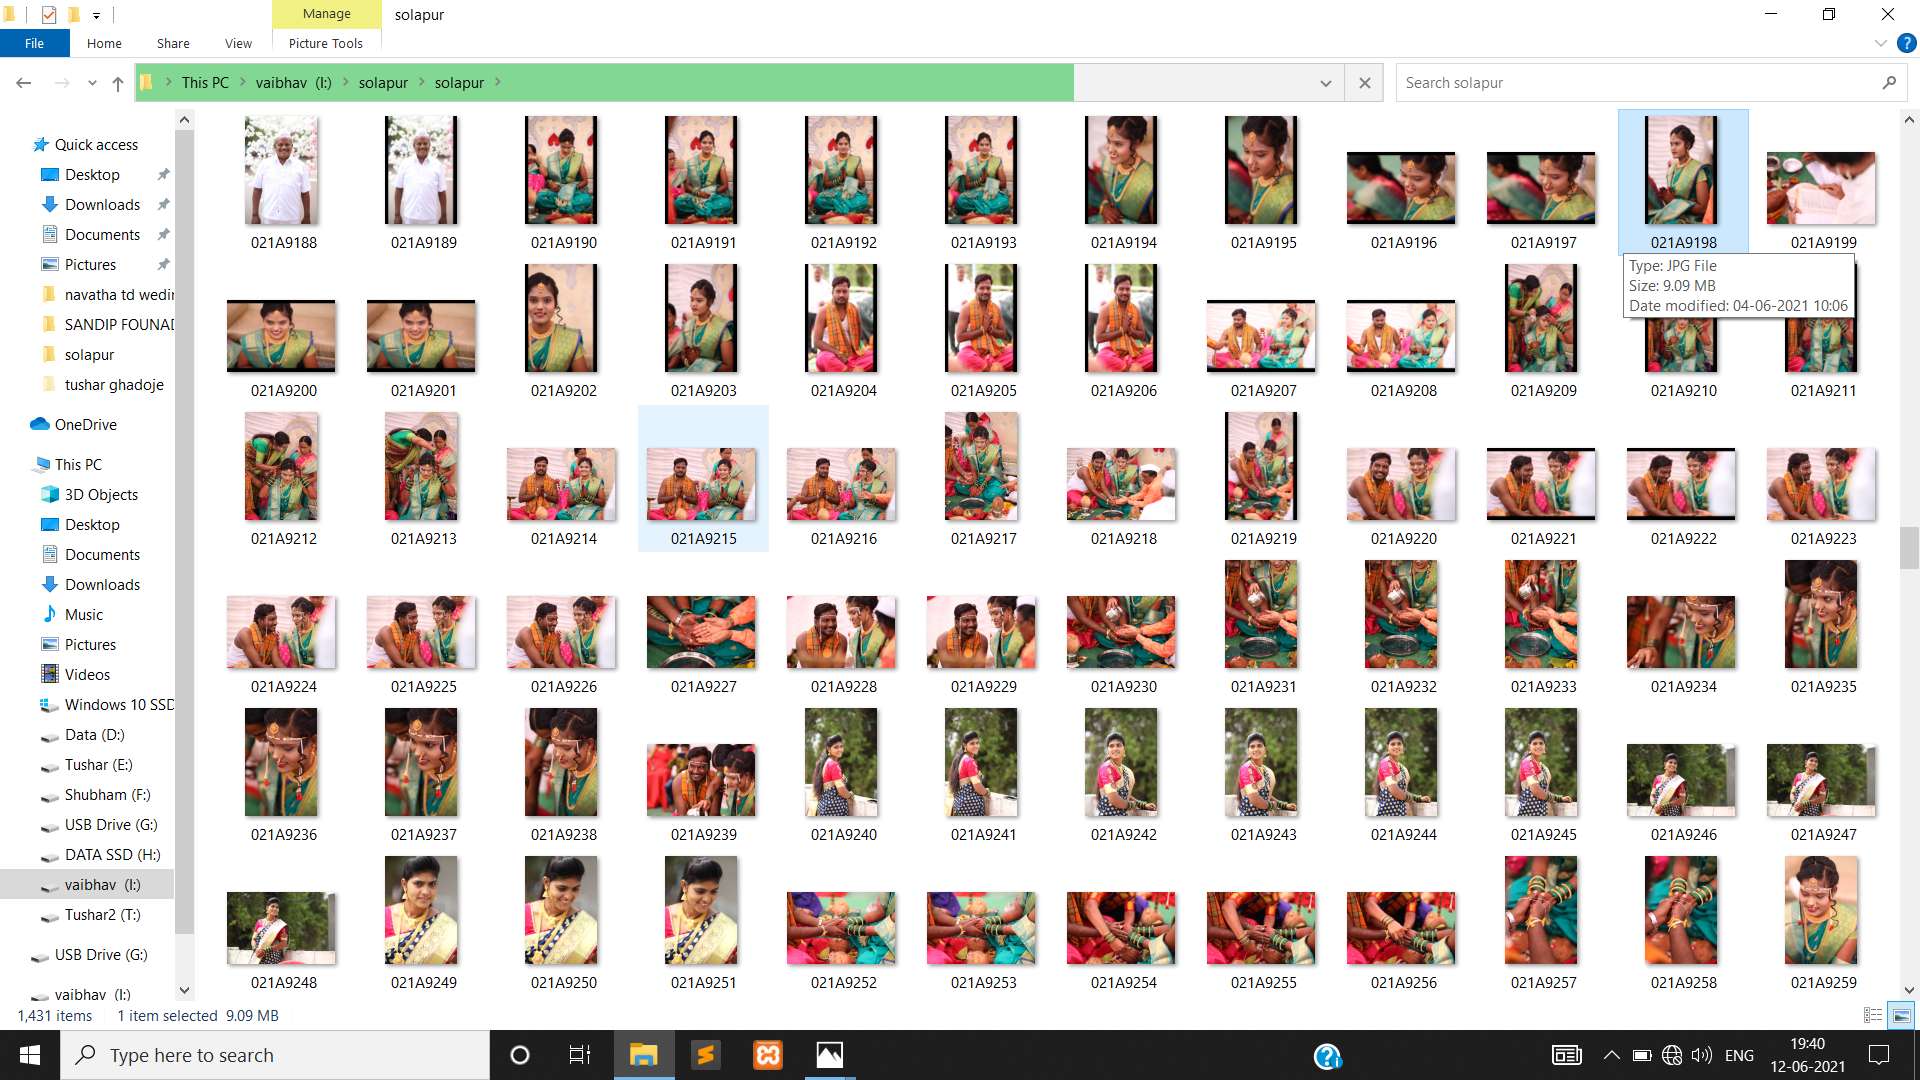 Manage
solapur
File
Home
Share
View
Picture Tools
This PC
vaibhav (I:)
solapur
solapur
Search solapur
Quick access
Desktop
Downloads
Documents
Pictures
navatha td wedin
SANDIP FOUNAD
solapur
tushar ghadoje
OneDrive
This PC
3D Objects
Desktop
Documents
Downloads
Music
Pictures
Videos
Windows 10 SSD
Data (D:)
Tushar (E:)
Shubham (F:)
USB Drive (G:)
DATA SSD (H:)
vaibhav (I:)
Tushar2 (T:)
USB Drive (G:)
vaibhav (I:)
021A9188 021A9189 021A9190 021A9191 021A9192 021A9193 021A9194 021A9195 021A9196 021A9197 021A9198 021A9199
Type: JPG File
Size: 9.09 MB
Date modified: 04-06-2021 10:06
021A9200 021A9201 021A9202 021A9203 021A9204 021A9205 021A9206 021A9207 021A9208 021A9209 021A9210 021A9211
021A9212 021A9213 021A9214 021A9215 021A9216 021A9217 021A9218 021A9219 021A9220 021A9221 021A9222 021A9223
021A9224 021A9225 021A9226 021A9227 021A9228 021A9229 021A9230 021A9231 021A9232 021A9233 021A9234 021A9235
021A9236 021A9237 021A9238 021A9239 021A9240 021A9241 021A9242 021A9243 021A9244 021A9245 021A9246 021A9247
021A9248 021A9249 021A9250 021A9251 021A9252 021A9253 021A9254 021A9255 021A9256 021A9257 021A9258 021A9259
1,431 items 1 item selected 9.09 MB
Type here to search
ENG
19:40
12-06-2021